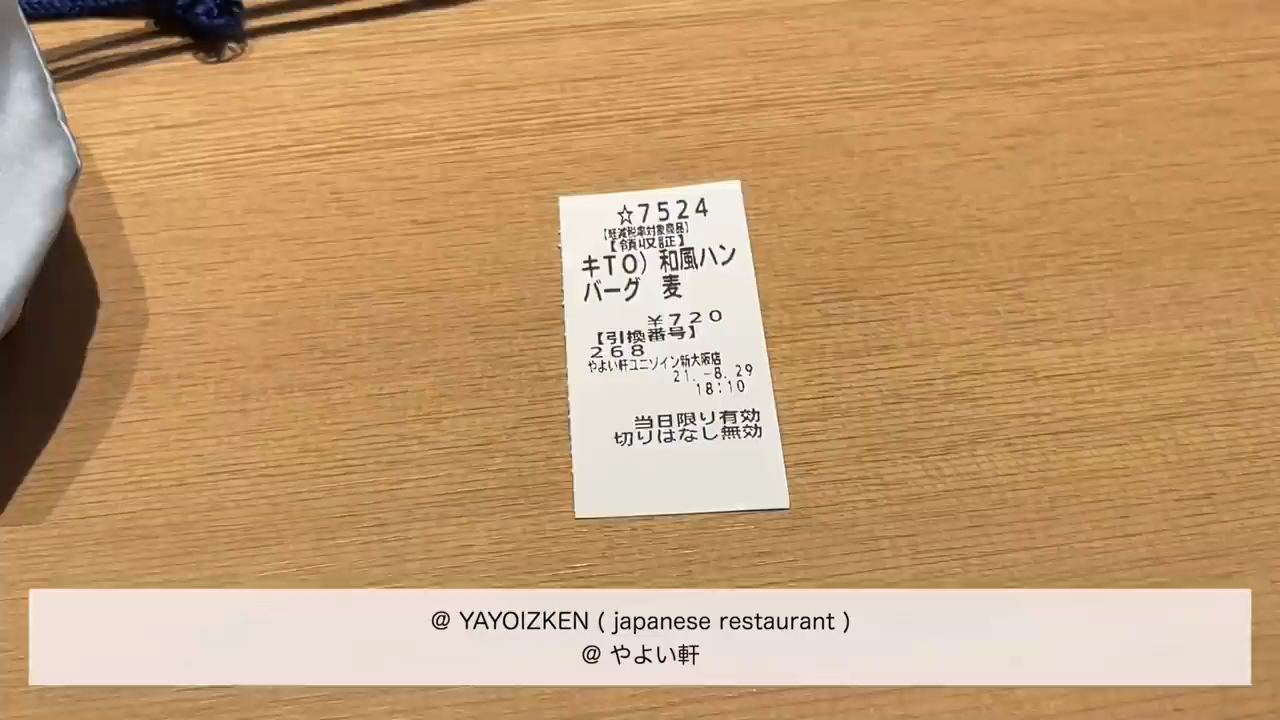 ☆7524
【軽減税率対象商品】
【領収証】
キTO）和風ハン
バーグ　麦
￥720
【引換番号】
268
やよい軒ユニゾイン新大阪店
21.-8.29
18:10
当日限り有効
切りはなし無効
@ YAYOIZKEN ( japanese restaurant )
@ やよい軒